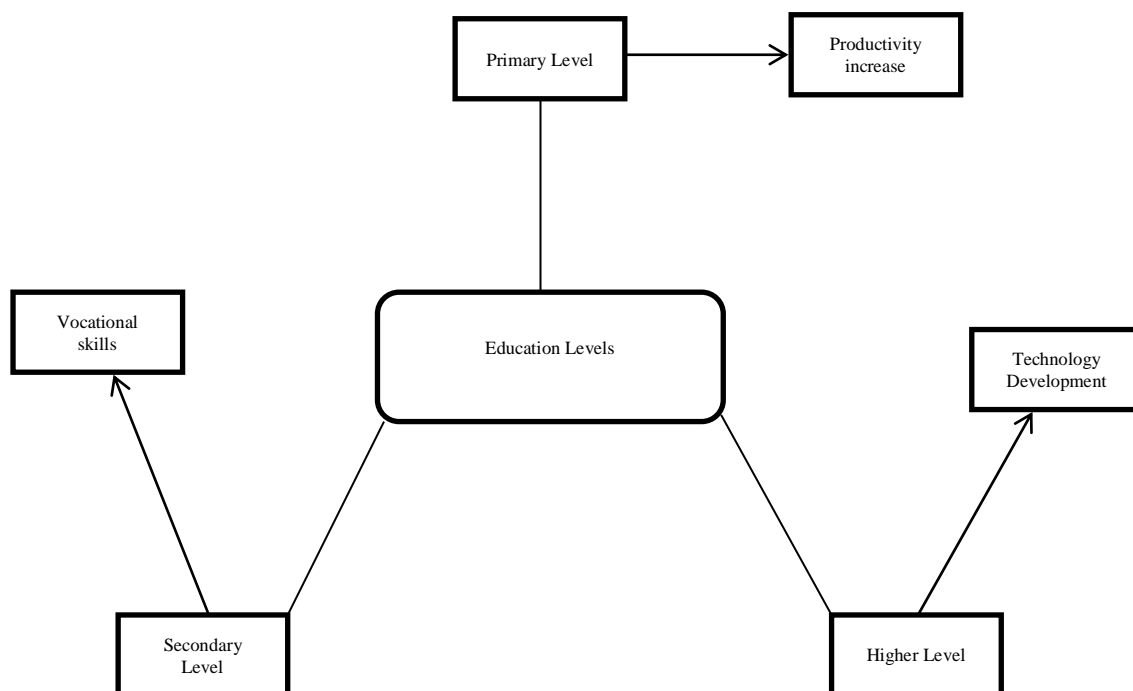 Primary Level
Productivity
increase
Vocational
skills
Education Levels
Technology
Development
Secondary
Level
Higher Level